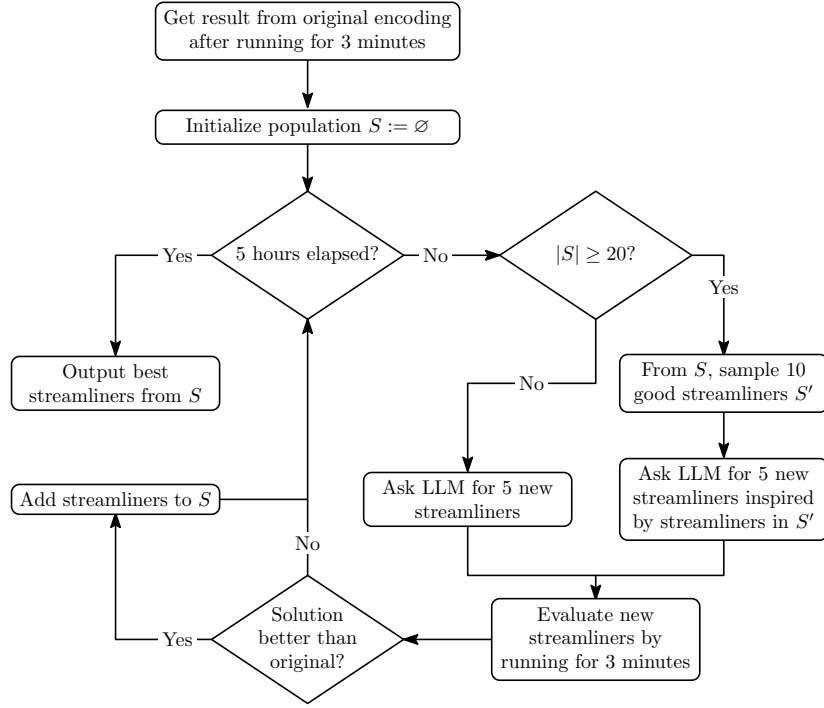 Get result from original encoding
after running for 3 minutes
Initialize population S := ∅
5 hours elapsed?
Yes
No
|S| ≥ 20?
Yes
No
Output best
streamliners from S
From S, sample 10
good streamliners S′
Add streamliners to S
Ask LLM for 5 new
streamliners
Ask LLM for 5 new
streamliners inspired
by streamliners in S′
No
Solution
better than
original?
Yes
Evaluate new
streamliners by
running for 3 minutes